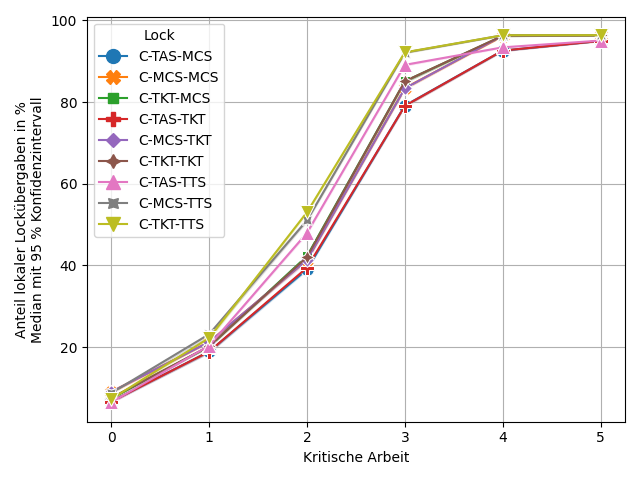 100
80
60
40
20
Anteil lokaler Lockübergaben in %
Median mit 95 % Konfidenzintervall
Lock
C-TAS-MCS
C-MCS-MCS
C-TKT-MCS
C-TAS-TKT
C-MCS-TKT
C-TKT-TKT
C-TAS-TTS
C-MCS-TTS
C-TKT-TTS
0 1 2 3 4 5
Kritische Arbeit